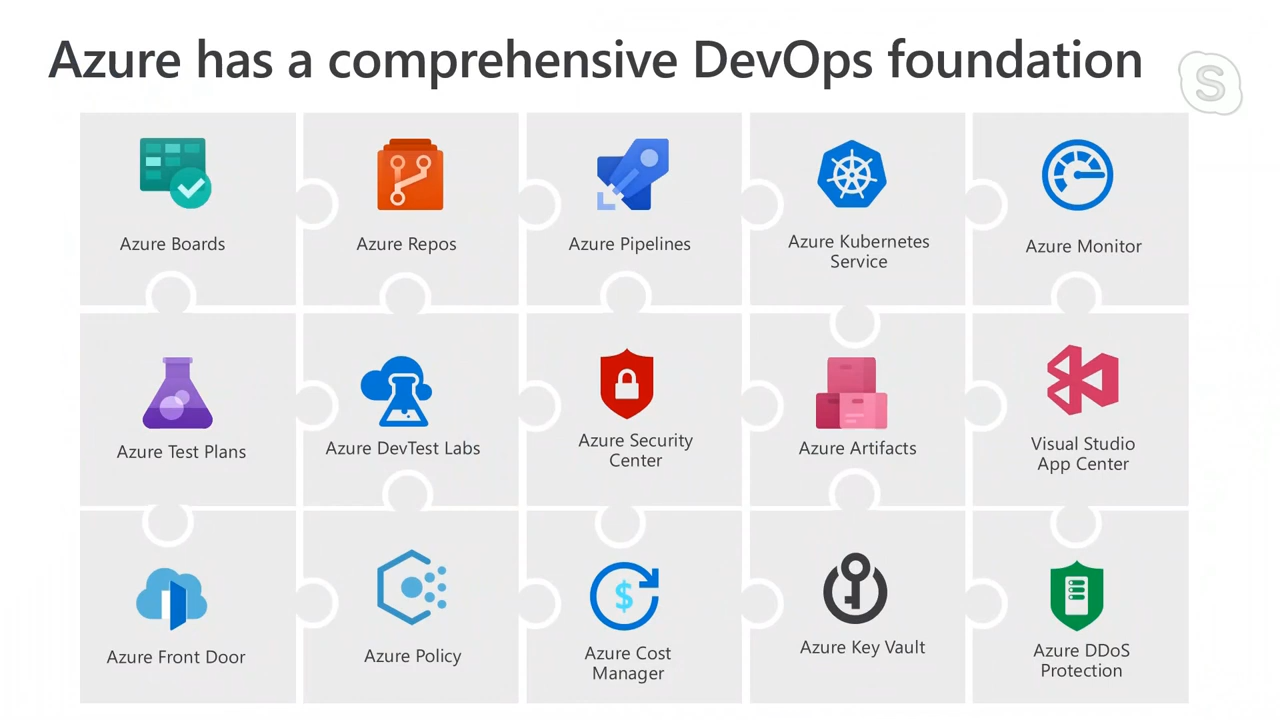 Azure has a comprehensive DevOps foundation
S
Azure Boards
Azure Repos
Azure Pipelines
Azure Kubernetes
Service
Azure Monitor
Azure Test Plans
Azure DevTest Labs
Azure Security
Center
Azure Artifacts
Visual Studio
App Center
Azure Front Door
Azure Policy
$
Azure Cost
Manager
Azure Key Vault
Azure DDoS
Protection